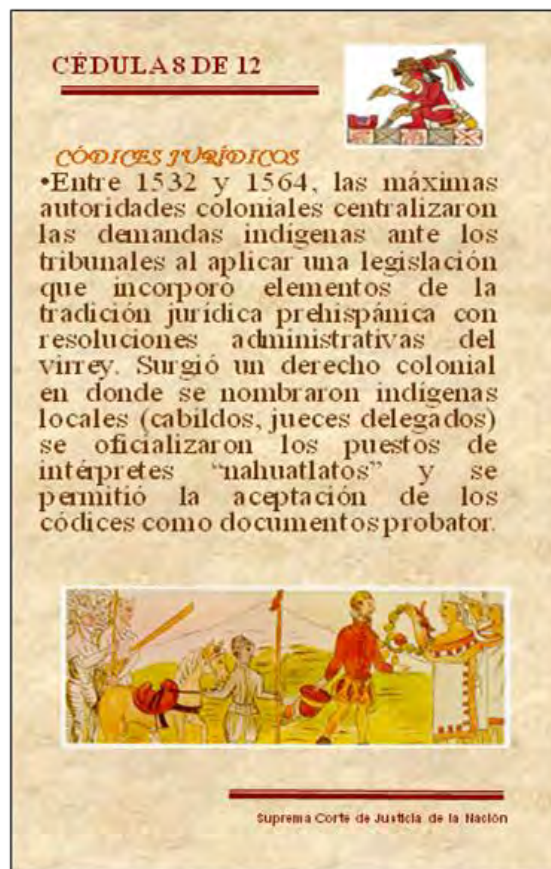 CÉDULA 8 DE 12
CÓDICES JURÍDICOS
•Entre 1532 y 1564, las máximas
autoridades coloniales centralizaron
las demandas indígenas ante los
tribunales al aplicar una legislación
que incorporó elementos de la
tradición jurídica prehispánica con
resoluciones administrativas del
virrey. Surgió un derecho colonial
en donde se nombraron indígenas
locales (cabildos, jueces delegados)
se oficializaron los puestos de
intérpretes “nahuatlatos” y se
permitió la aceptación de los
códices como documentos probator.
Suprema Corte de Justicia de la Nación